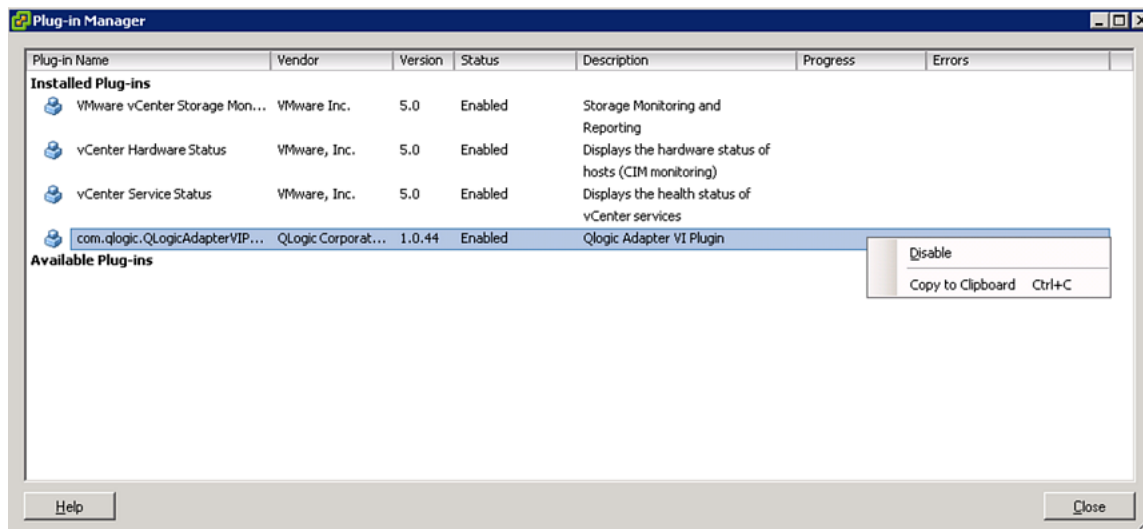 Plug-in Manager
Plug-in Name Vendor Version Status Description Progress Errors
Installed Plug-ins
VMware vCenter Storage Mon... VMware Inc. 5.0 Enabled Storage Monitoring and
Reporting
vCenter Hardware Status VMware, Inc. 5.0 Enabled Displays the hardware status of
hosts (CIM monitoring)
vCenter Service Status VMware, Inc. 5.0 Enabled Displays the health status of
vCenter services
com.qlogic.QLogicAdapterVIP... QLogic Corporat... 1.0.44 Enabled Qlogic Adapter VI Plugin
Available Plug-ins
Disable
Copy to Clipboard Ctrl+C
Help Close